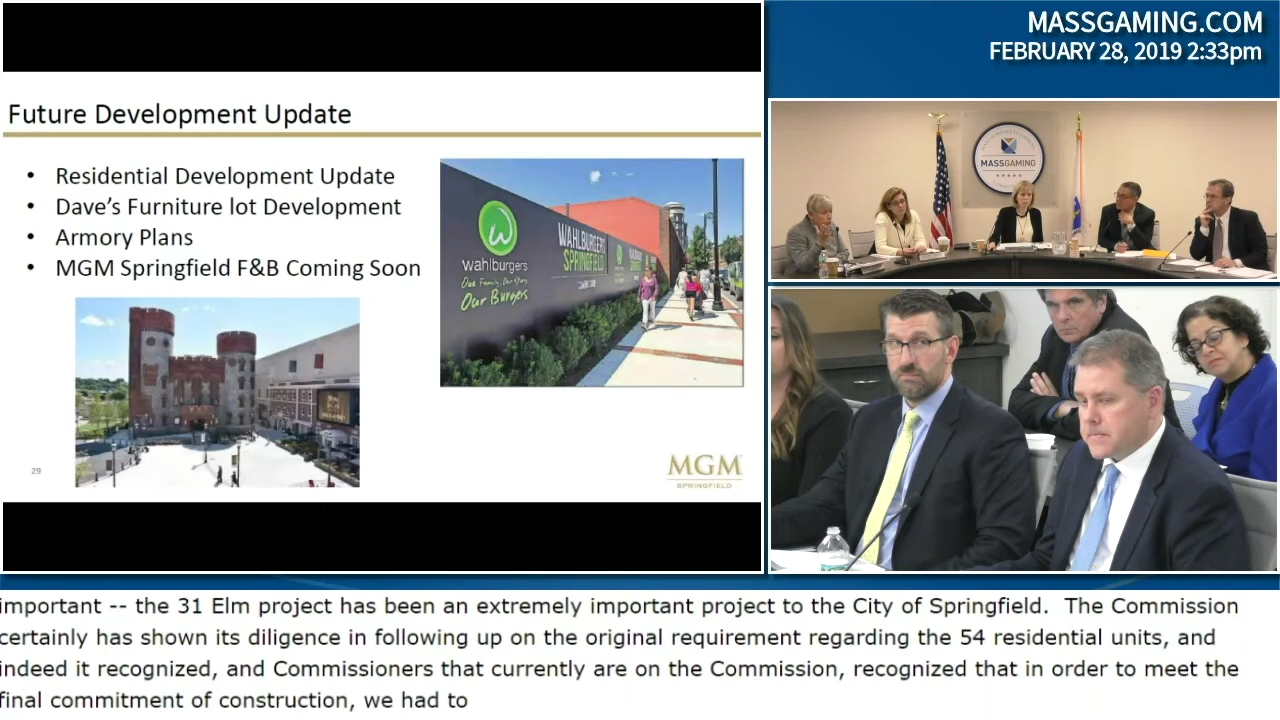 MASSGAMING.COM
FEBRUARY 28, 2019 2:33pm
Future Development Update
• Residential Development Update
• Dave's Furniture lot Development
• Armory Plans
• MGM Springfield F&B Coming Soon
wahlburgers
Our Family, Our Story,
Our Burgers
WAHLBURGERS
SPRINGFIELD
29
MGM
SPRINGFIELD
MASSGAMING
important -- the 31 Elm project has been an extremely important project to the City of Springfield. The Commission
certainly has shown its diligence in following up on the original requirement regarding the 54 residential units, and
indeed it recognized, and Commissioners that currently are on the Commission, recognized that in order to meet the
final commitment of construction, we had to